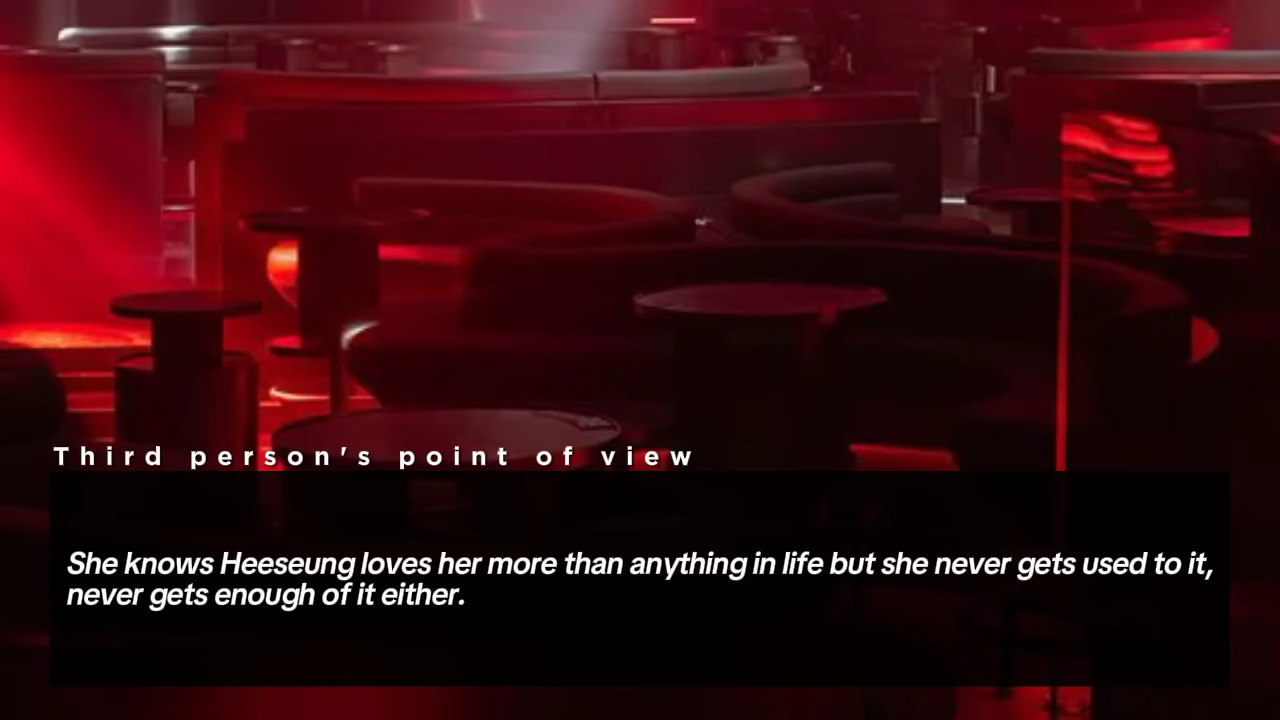 Third person's point of view
She knows Heeseung loves her more than anything in life but she never gets used to it,
never gets enough of it either.